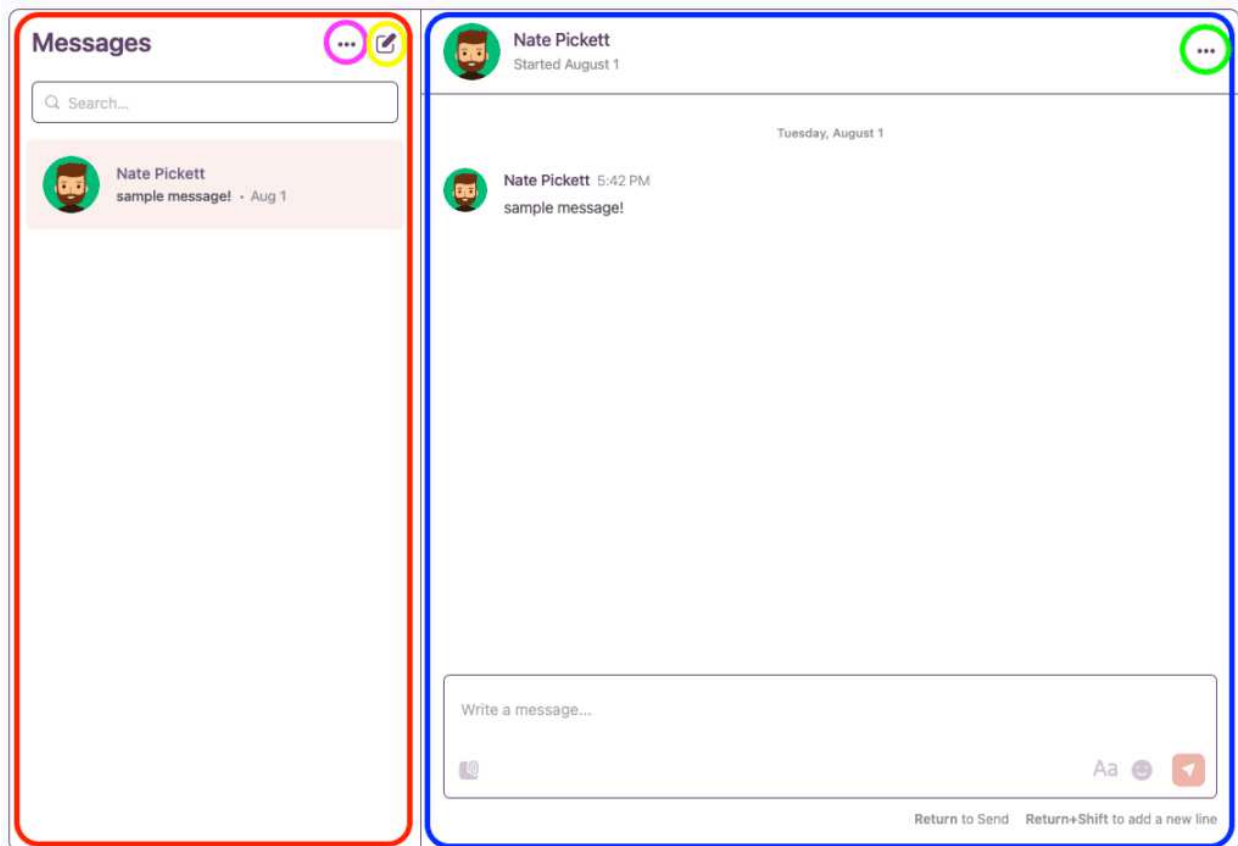 Messages
Search...
Nate Pickett
sample message! • Aug 1
Nate Pickett
Started August 1
Tuesday, August 1
Nate Pickett 5:42 PM
sample message!
Write a message...
Aa
Return to Send Return+Shift to add a new line